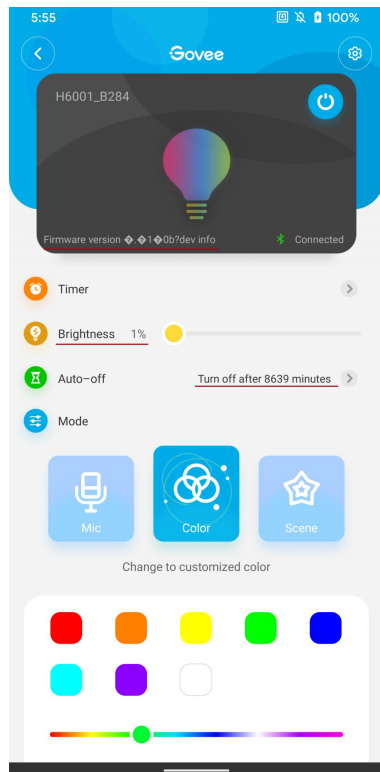 5:55 100%
Govee
H6001_B284
Firmware version �.�1�0b?dev info Connected
Timer
Brightness 1%
Auto-off Turn off after 8639 minutes
Mode
Mic Color Scene
Change to customized color